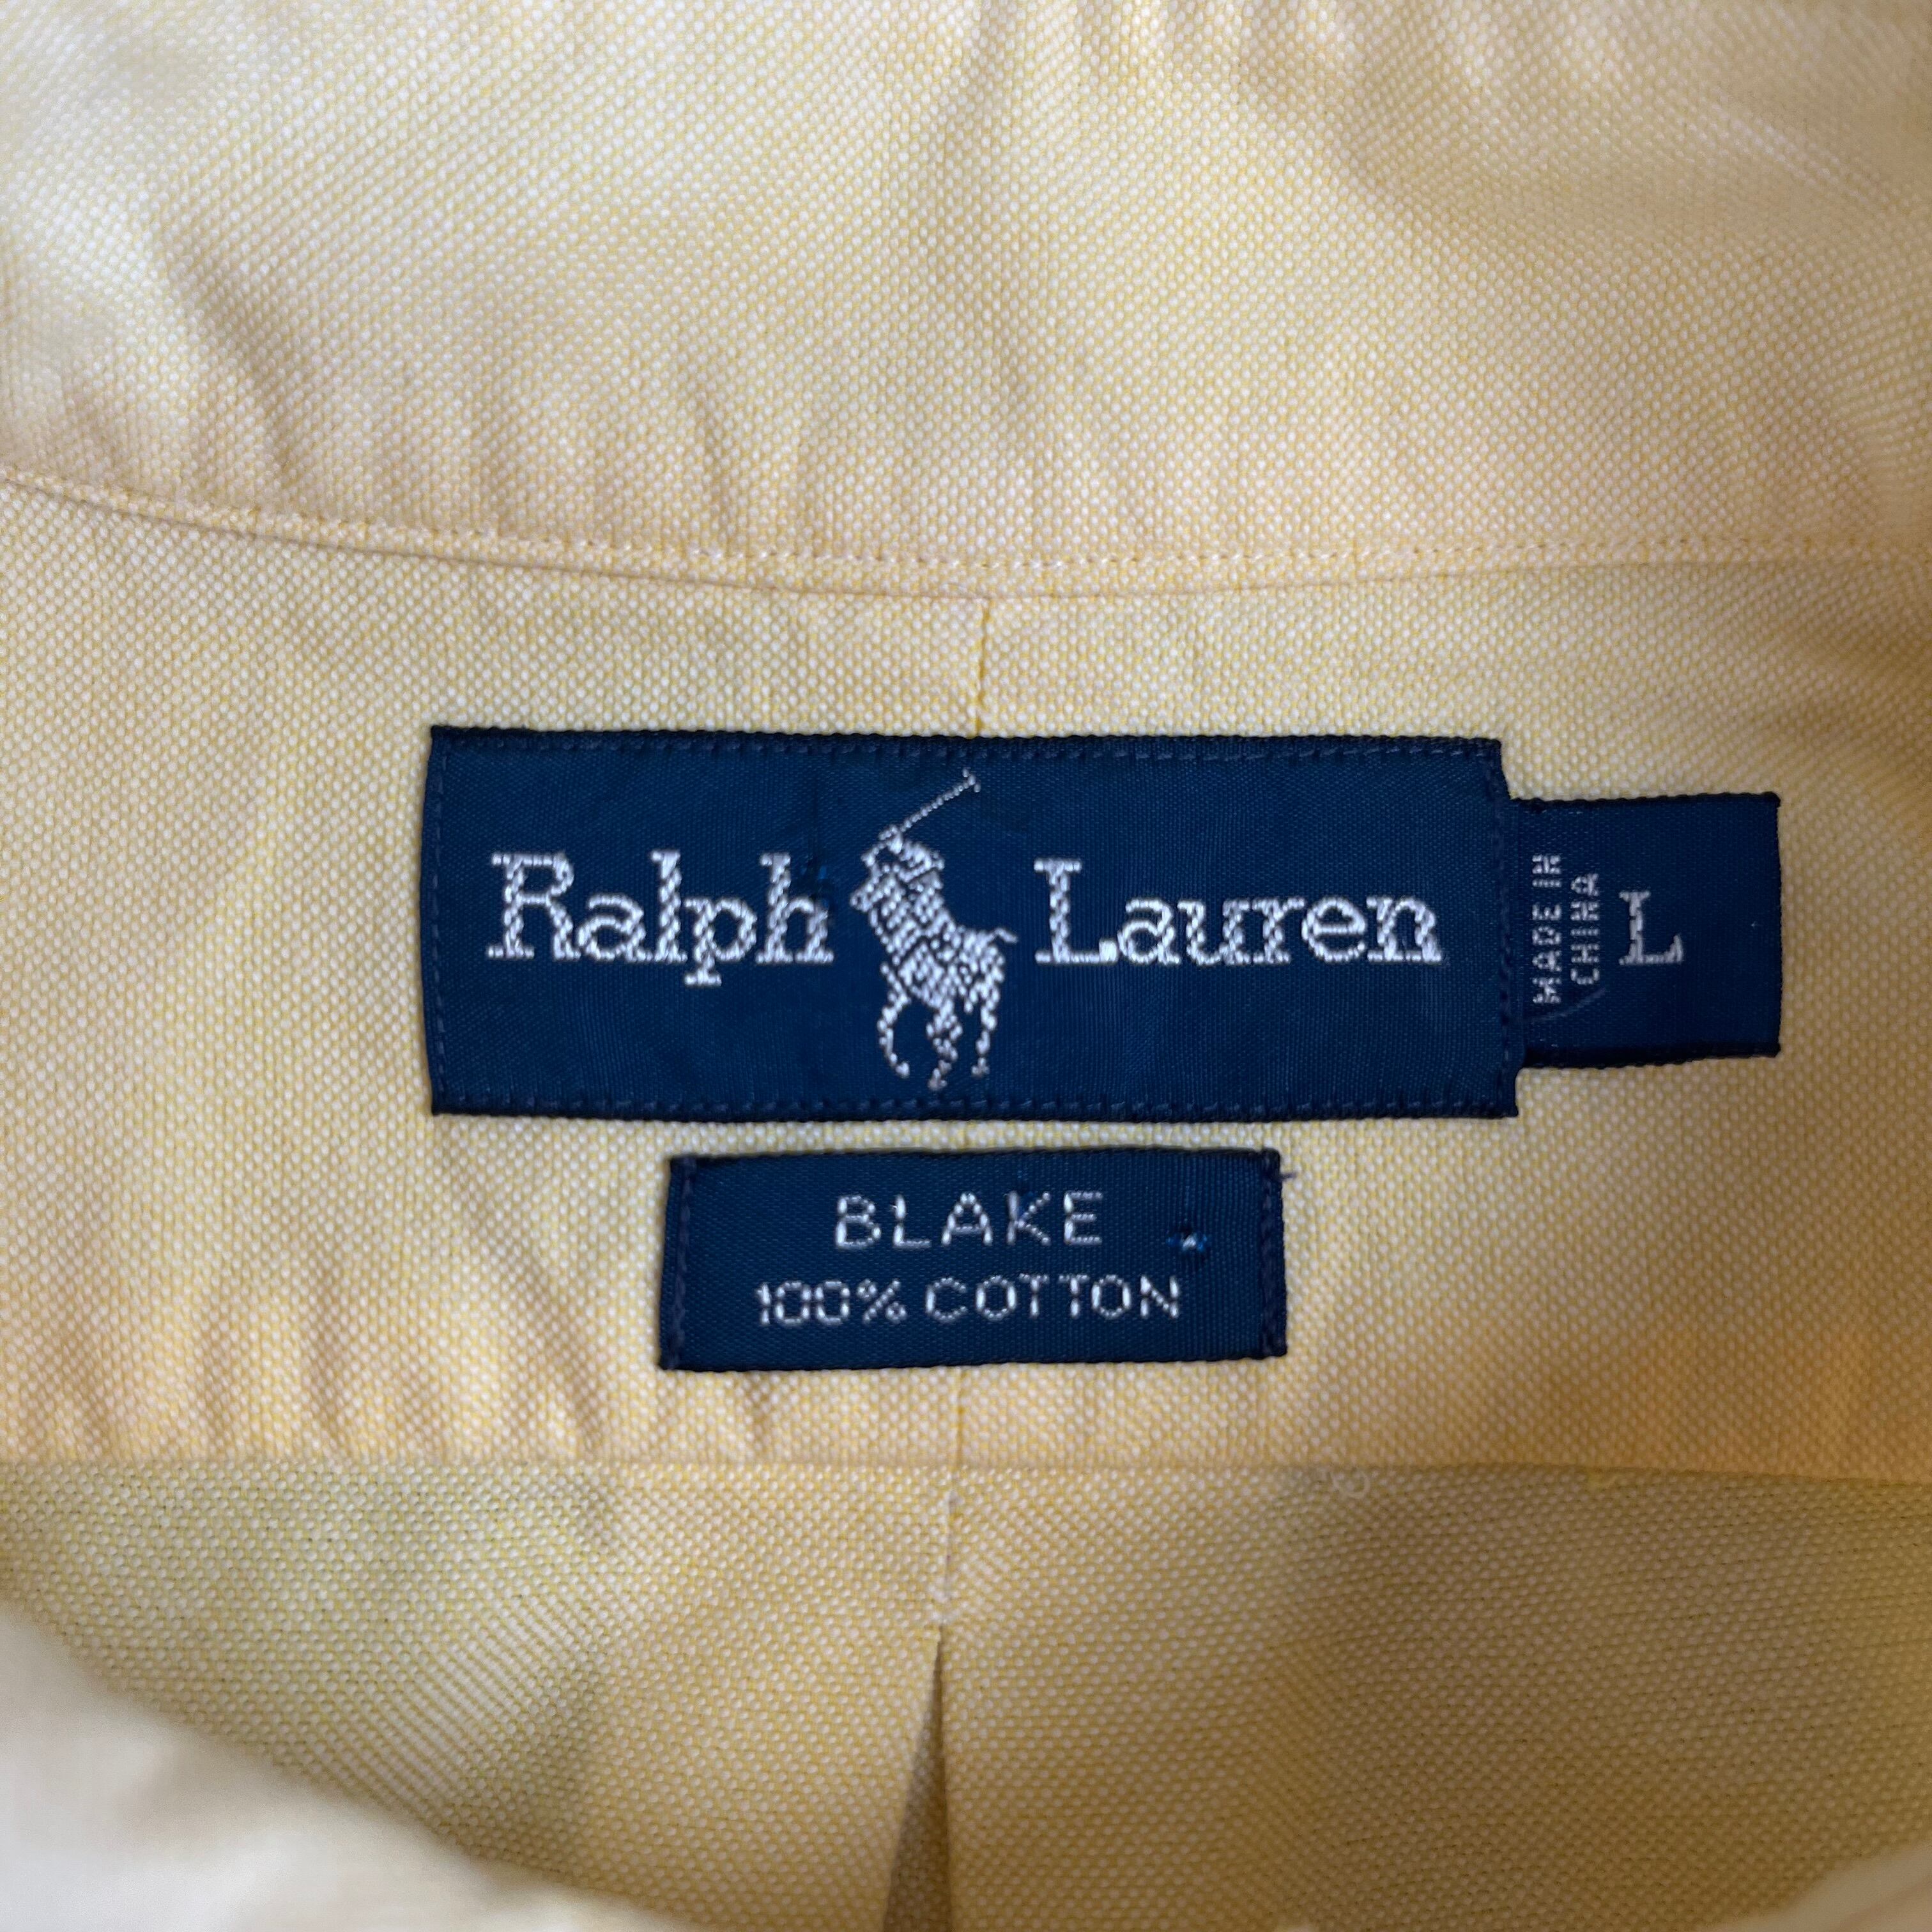 Ralph Lauren
MADE IN
CHINA
L
BLAKE
100% COTTON